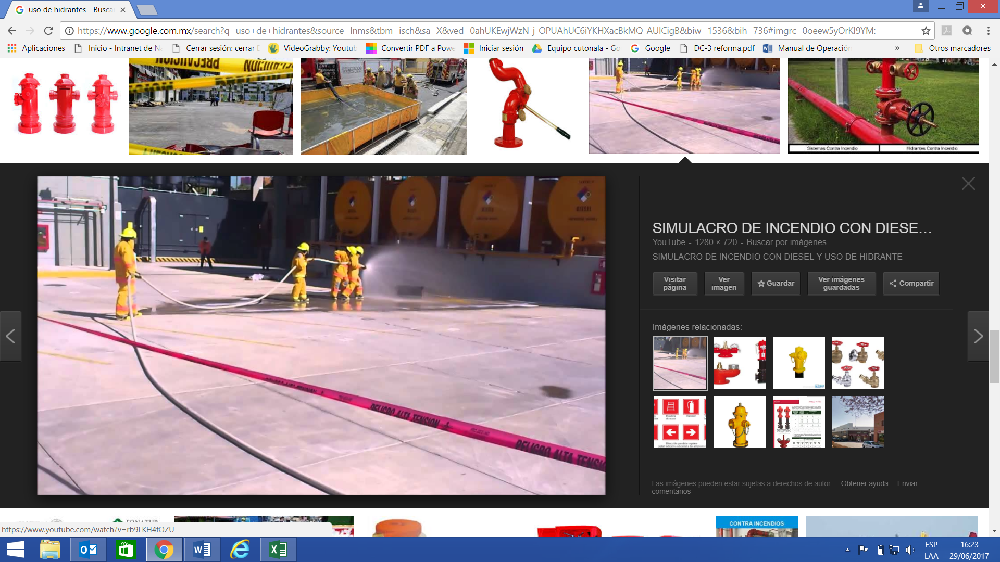 uso de hidrantes - Busca
https://www.google.com.mx/search?q=uso+de+hidrantes&source=lnms&tbm=isch&sa=X&ved=0ahUKEwjWzN-j_OPUAhUC6iYKHXacBkMQ_AUICigB&biw=1536&bih=736#imgrc=0oeew5yOrKl9YM:
Aplicaciones Inicio - Intranet de Na Cerrar sesión: cerrar VideoGrabby: Youtub Convertir PDF a Powe Iniciar sesión Equipo cutonala - Go Google DC-3 reforma.pdf Manual de Operación » Otros marcadores
PRECAUCION
Sistemas Contra Incendio Hidrantes Contra Incendio
DIESEL
PELIGRO ALTA TENSION
PELIGRO ALTA TENSION
SIMULACRO DE INCENDIO CON DIESE...
YouTube - 1280 × 720 - Buscar por imágenes
SIMULACRO DE INCENDIO CON DIESEL Y USO DE HIDRANTE
Visitar página
Ver imagen
Guardar
Ver imágenes guardadas
Compartir
Imágenes relacionadas:
Las imágenes pueden estar sujetas a derechos de autor. - Obtener ayuda - Enviar
comentarios
FONATUR
CONTRA INCENDIOS
https://www.youtube.com/watch?v=rb9LKH4fOZU
ESP
LAA
16:23
29/06/2017